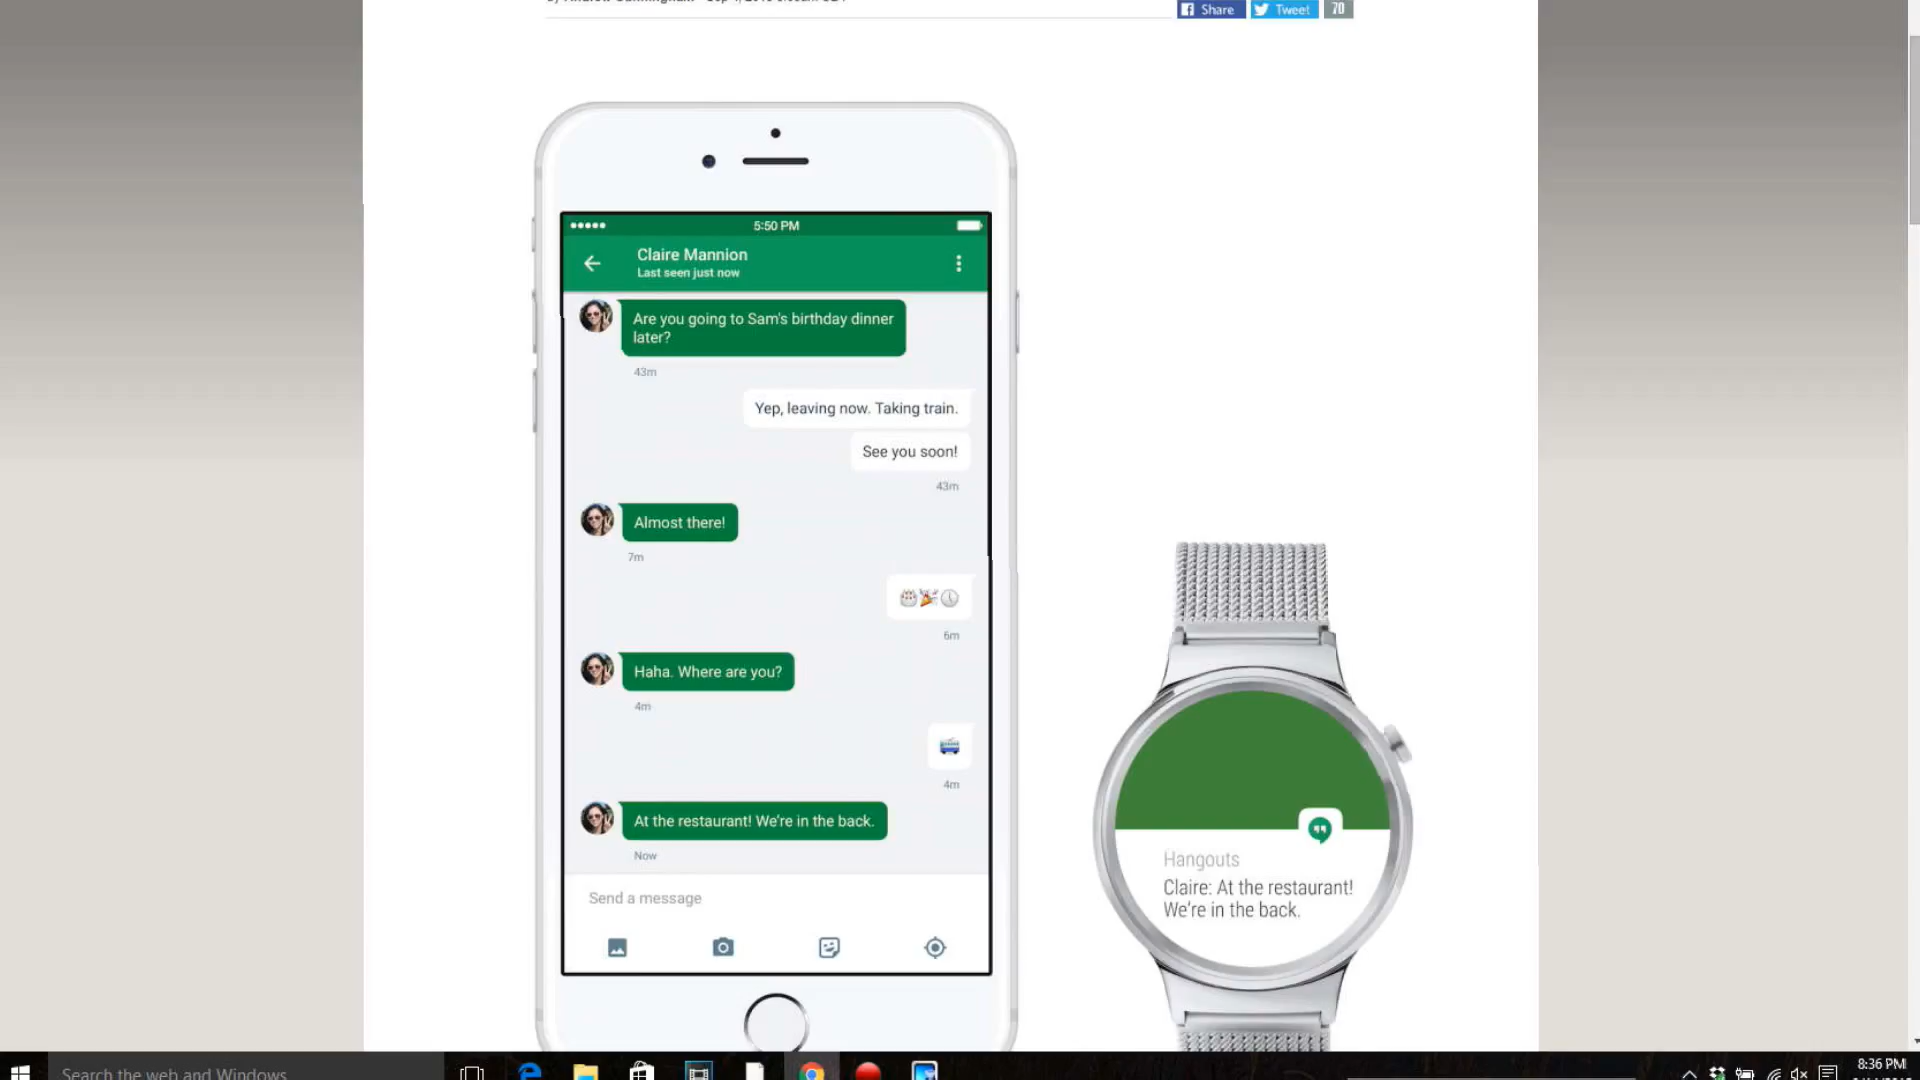 Share Tweet 70
5:50 PM
Claire Mannion
Last seen just now
Are you going to Sam's birthday dinner
later?
43m
Yep, leaving now. Taking train.
See you soon!
43m
Almost there!
7m
6m
Haha. Where are you?
4m
4m
At the restaurant! We're in the back.
Now
Send a message
Hangouts
Claire: At the restaurant!
We're in the back.
Search the web and Windows
8:36 PM